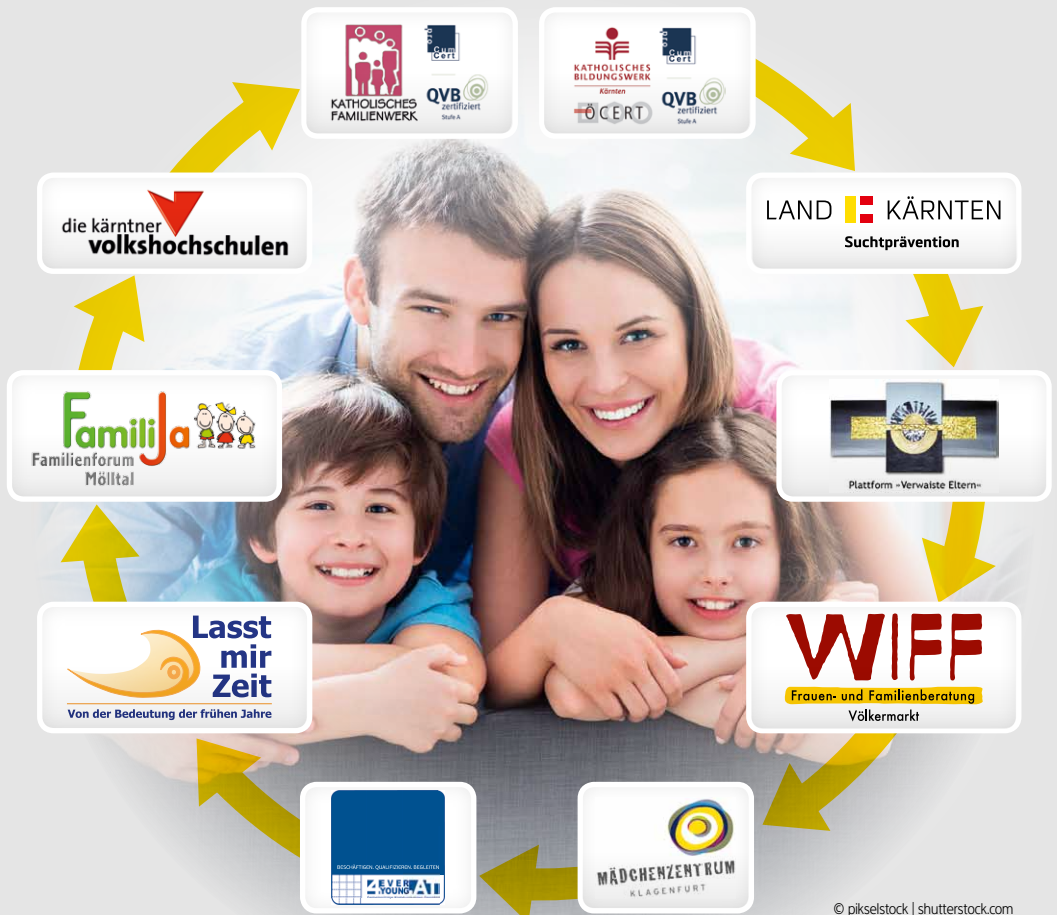 KATHOLISCHES
FAMILIENWERK
pro
Cum
Cert
QVB
zertifiziert
Stufe A
KATHOLISCHES
BILDUNGSWERK
Kärnten
ÖCERT
pro
Cum
Cert
QVB
zertifiziert
Stufe A
LAND KÄRNTEN
Suchtprävention
Plattform »Verwaiste Eltern«
WIFF
Frauen- und Familienberatung
Völkermarkt
MÄDCHENZENTRUM
KLAGENFURT
BESCHÄFTIGEN. QUALIFIZIEREN. BEGLEITEN
4EVER
YOUNG.AT
Lasst
mir
Zeit
Von der Bedeutung der frühen Jahre
FamiliJa
Familienforum
Mölltal
die kärntner
volkshochschulen
© pikselstock | shutterstock.com